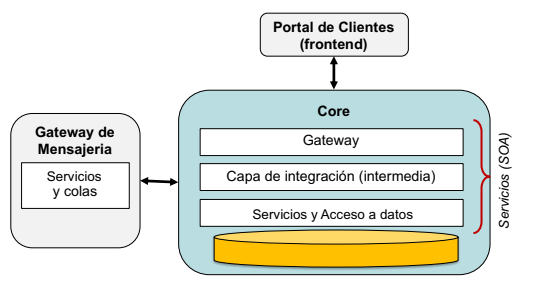 Portal de Clientes
(frontend)
Core
Gateway
Capa de integración (intermedia)
Servicios y Acceso a datos
Servicios (SOA)
Gateway de
Mensajeria
Servicios
y colas